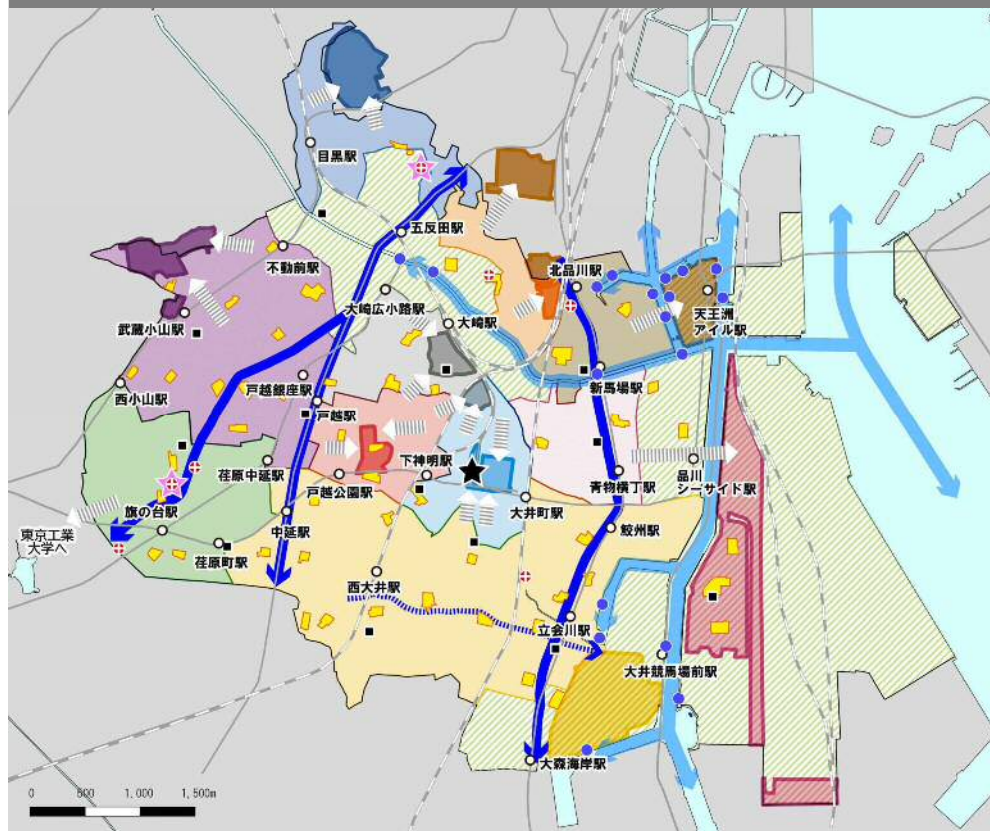 目黒駅
五反田駅
不動前駅
北品川駅
大崎広小路駅
天王洲
アイル駅
武蔵小山駅
大崎駅
新馬場駅
西小山駅
戸越銀座駅
戸越駅
下神明駅
荏原中延駅
戸越公園駅
青物横丁駅
品川
シーサイド駅
大井町駅
旗の台駅
中延駅
鮫洲駅
東京工業
大学へ
荏原町駅
西大井駅
立会川駅
大井競馬場前駅
大森海岸駅
0 500 1,000 1,500m